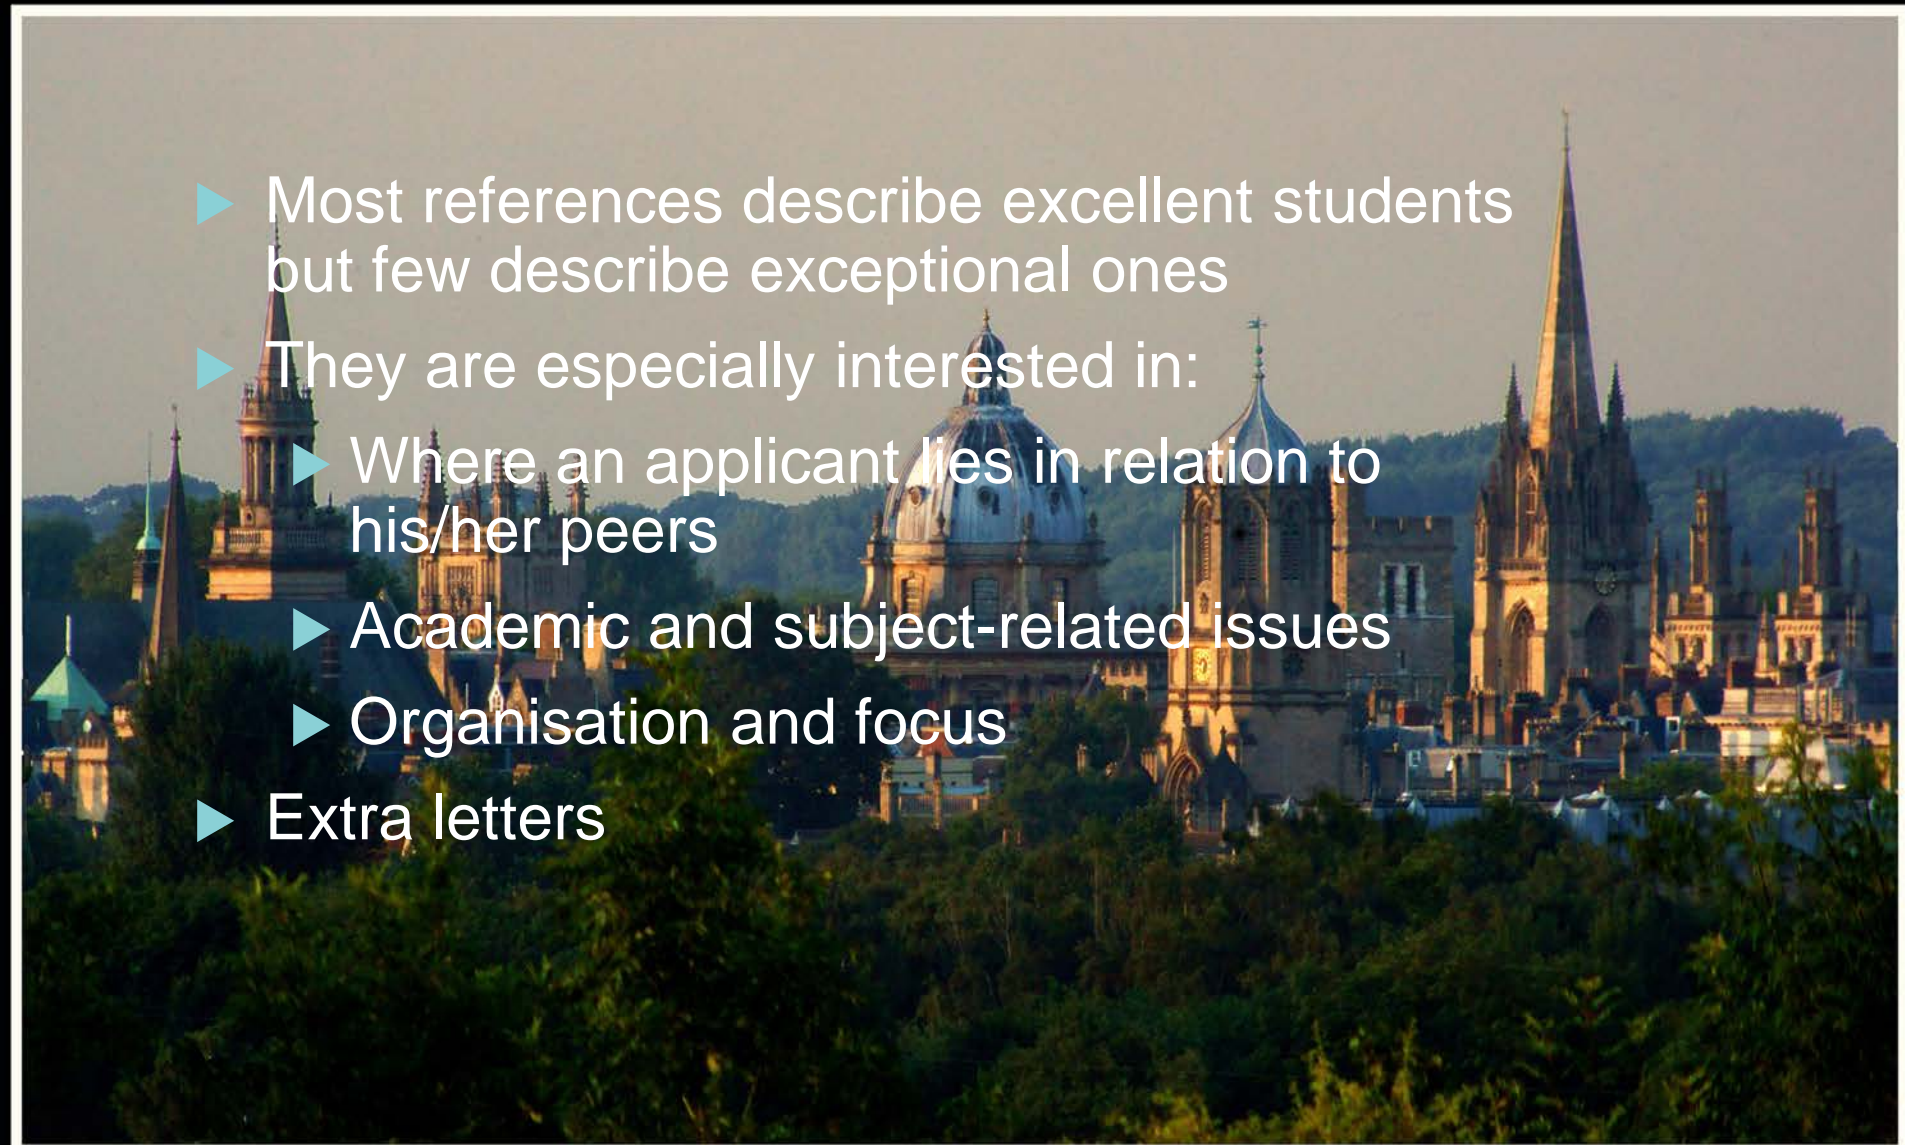 Most references describe excellent students
but few describe exceptional ones
They are especially interested in:
Where an applicant lies in relation to
his/her peers
Academic and subject-related issues
Organisation and focus
Extra letters